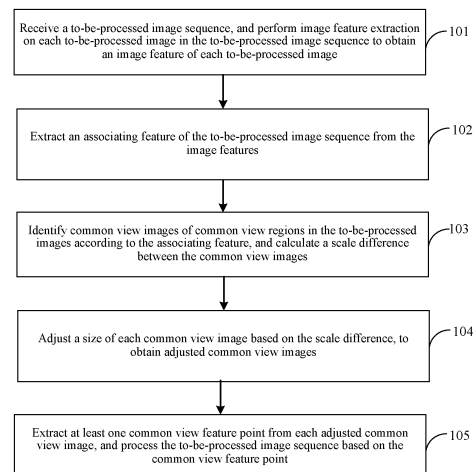 Receive a to-be-processed image sequence, and perform image feature extraction
on each to-be-processed image in the to-be-processed image sequence to obtain
an image feature of each to-be-processed image
101
Extract an associating feature of the to-be-processed image sequence from the
image features
102
Identify common view images of common view regions in the to-be-processed
images according to the associating feature, and calculate a scale difference
between the common view images
103
Adjust a size of each common view image based on the scale difference, to
obtain adjusted common view images
104
Extract at least one common view feature point from each adjusted common
view image, and process the to-be-processed image sequence based on the
common view feature point
105